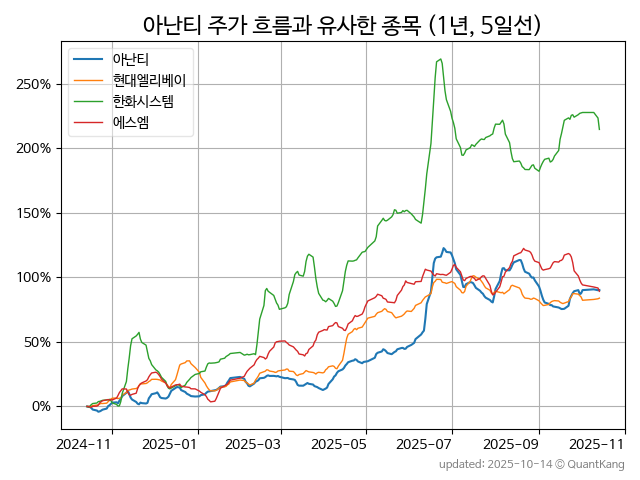 아난티 주가 흐름과 유사한 종목 (1년, 5일선)
아난티
현대엘리베이
한화시스템
에스엠
250%
200%
150%
100%
50%
0%
2024-11 2025-01 2025-03 2025-05 2025-07 2025-09 2025-11
updated: 2025-10-14 © QuantKang